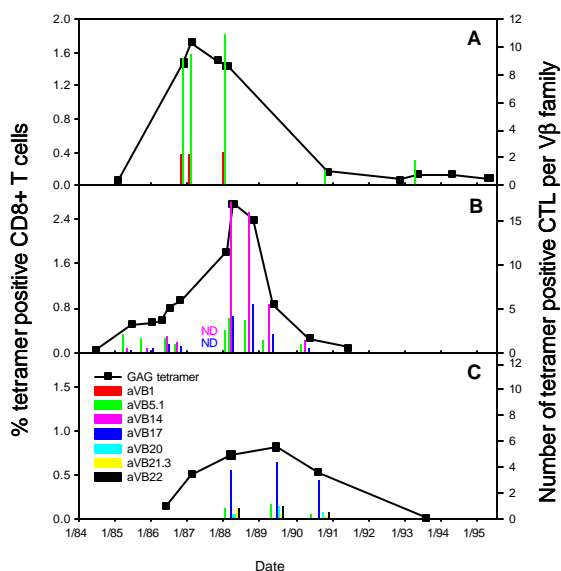 % tetramer positive CD8+ T cells
2.0
1.6
1.2
0.8
0.4
0.0
A
12
10
8
6
4
2
0
2.4
1.8
1.2
0.6
0.0
B
ND
ND
15
10
5
0
1.5
1.0
0.5
0.0
C
GAG tetramer
aVB1
aVB5.1
aVB14
aVB17
aVB20
aVB21.3
aVB22
12
10
8
6
4
2
0
1/84 1/85 1/86 1/87 1/88 1/89 1/90 1/91 1/92 1/93 1/94 1/95
Date
Number of tetramer positive CTL per Vβ family